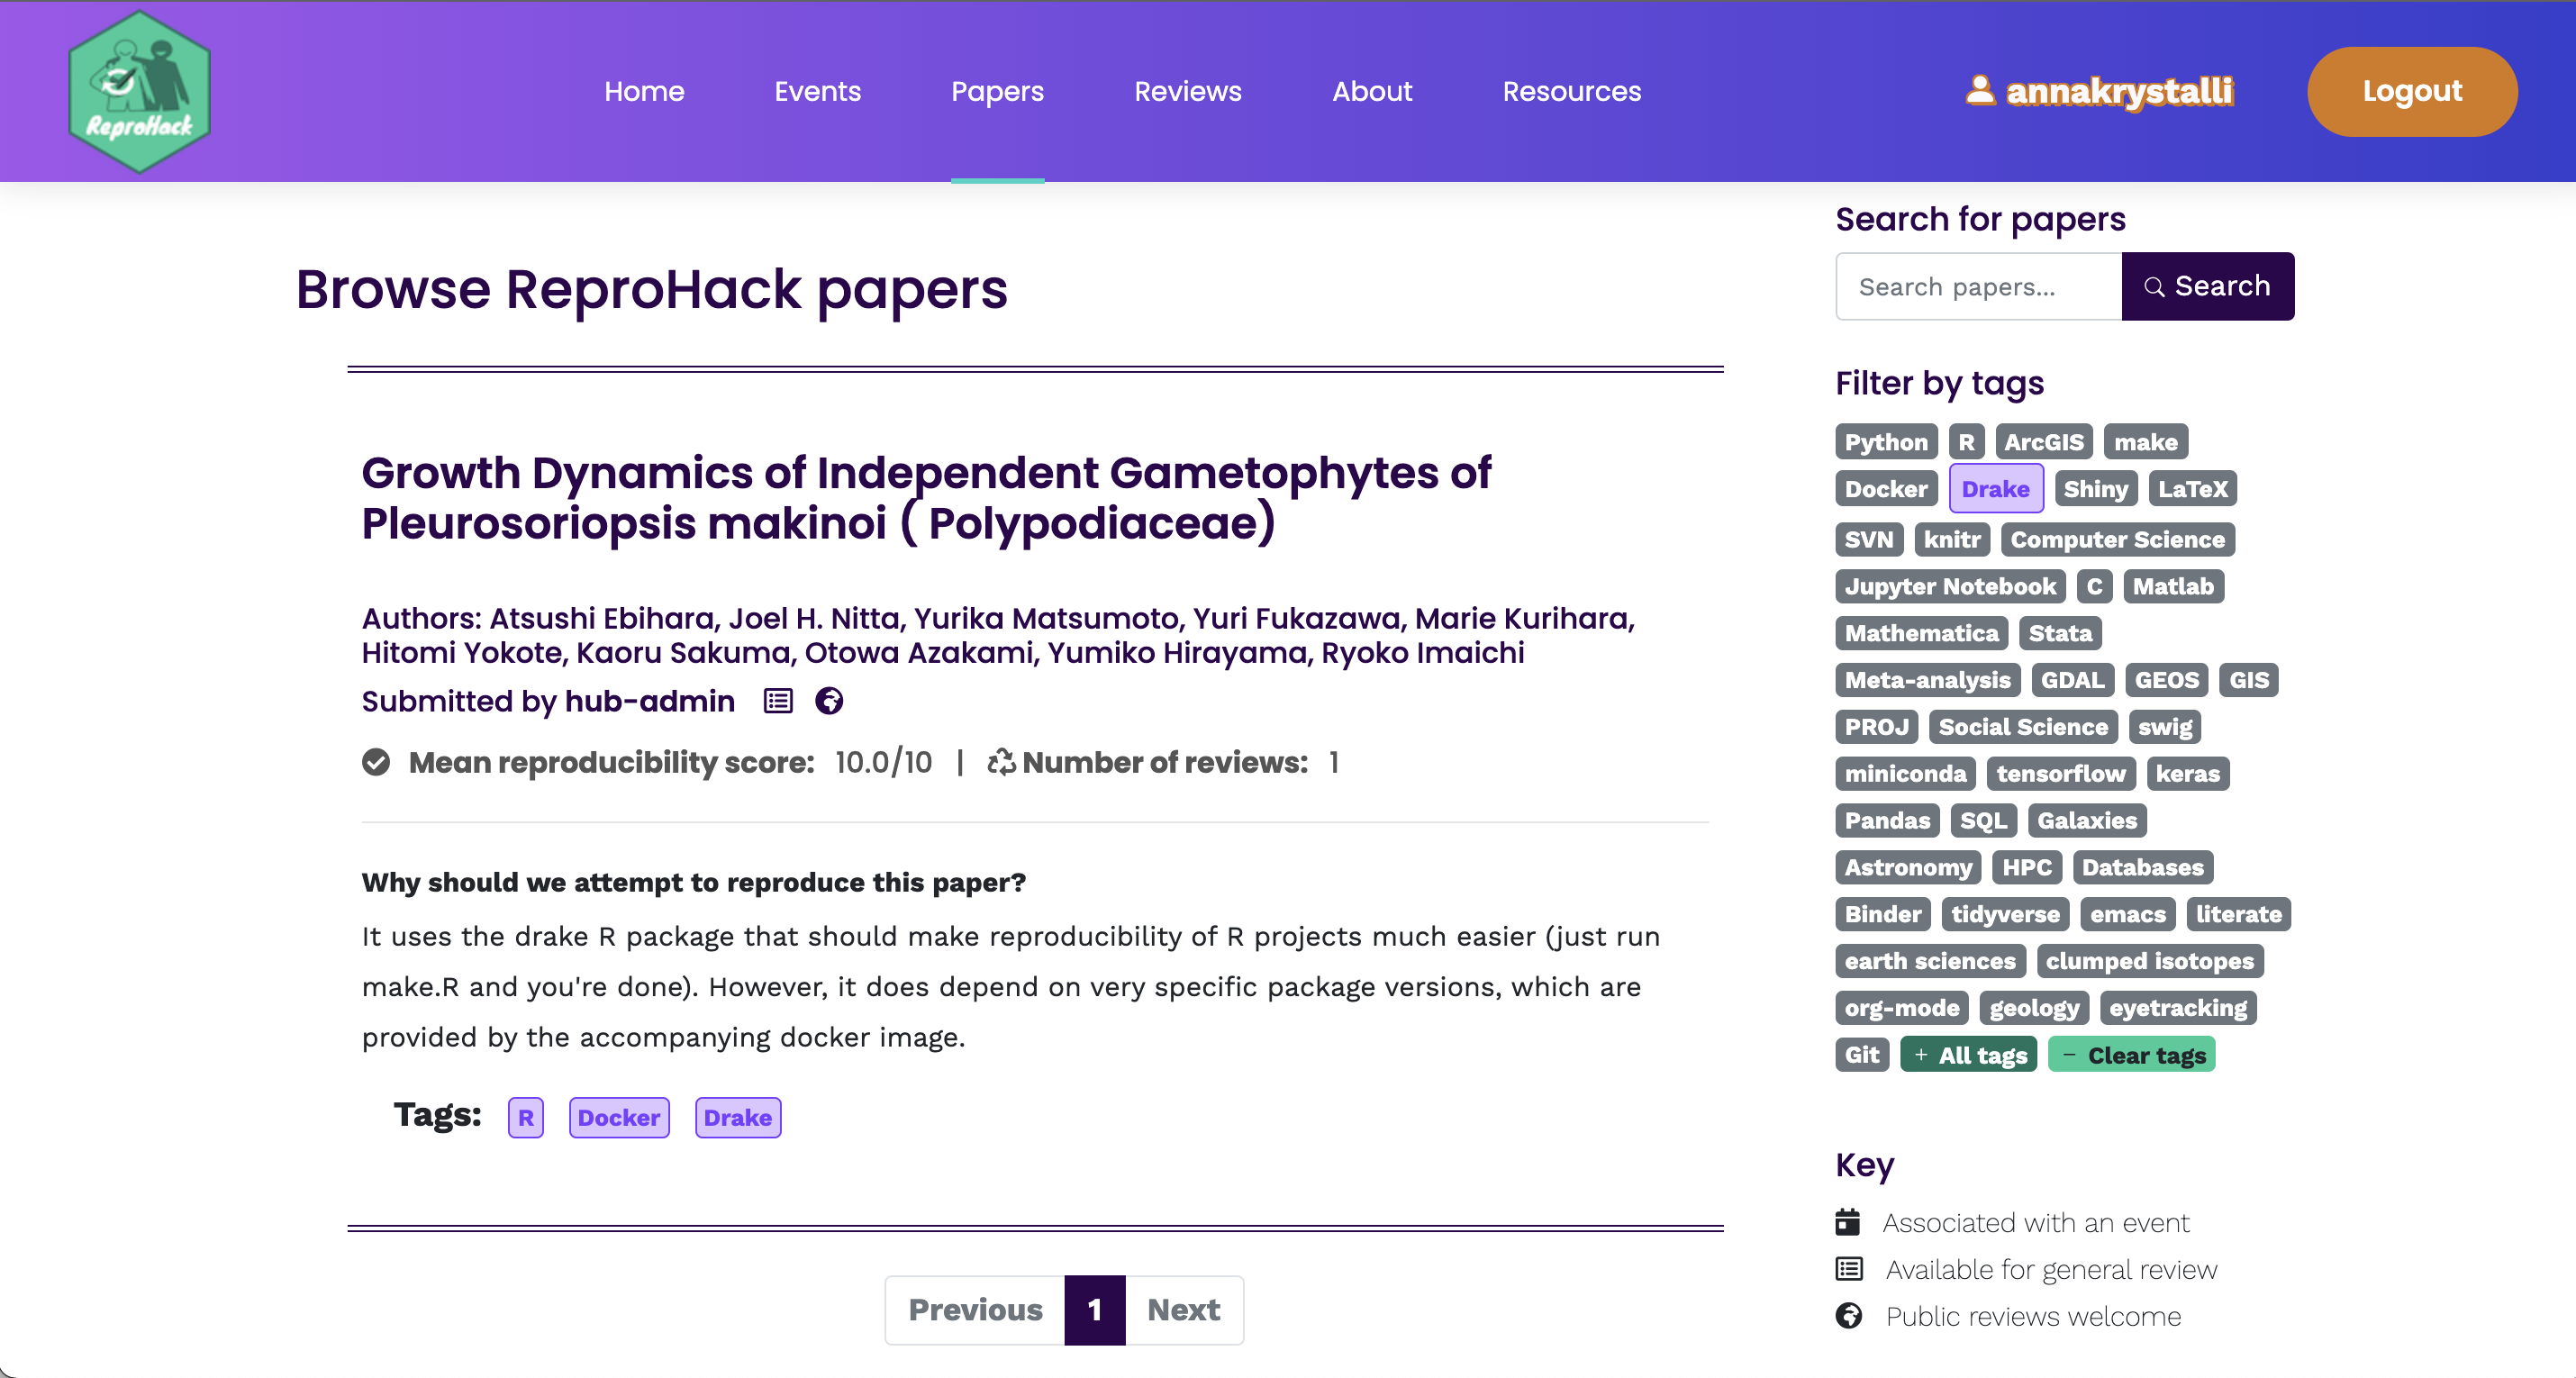 ReproHack
Home Events Papers Reviews About Resources
annakrystalli
Logout
Browse ReproHack papers
Growth Dynamics of Independent Gametophytes of
Pleurosoriopsis makinoi ( Polypodiaceae)
Authors: Atsushi Ebihara, Joel H. Nitta, Yurika Matsumoto, Yuri Fukazawa, Marie Kurihara,
Hitomi Yokote, Kaoru Sakuma, Otowa Azakami, Yumiko Hirayama, Ryoko Imaichi
Submitted by hub-admin
Mean reproducibility score: 10.0/10 | Number of reviews: 1
Why should we attempt to reproduce this paper?
It uses the drake R package that should make reproducibility of R projects much easier (just run
make.R and you're done). However, it does depend on very specific package versions, which are
provided by the accompanying docker image.
Tags: R Docker Drake
Previous 1 Next
Search for papers
Search papers... Search
Filter by tags
Python R ArcGIS make
Docker Drake Shiny LaTeX
SVN knitr Computer Science
Jupyter Notebook C Matlab
Mathematica Stata
Meta-analysis GDAL GEOS GIS
PROJ Social Science swig
miniconda tensorflow keras
Pandas SQL Galaxies
Astronomy HPC Databases
Binder tidyverse emacs literate
earth sciences clumped isotopes
org-mode geology eyetracking
Git + All tags − Clear tags
Key
Associated with an event
Available for general review
Public reviews welcome